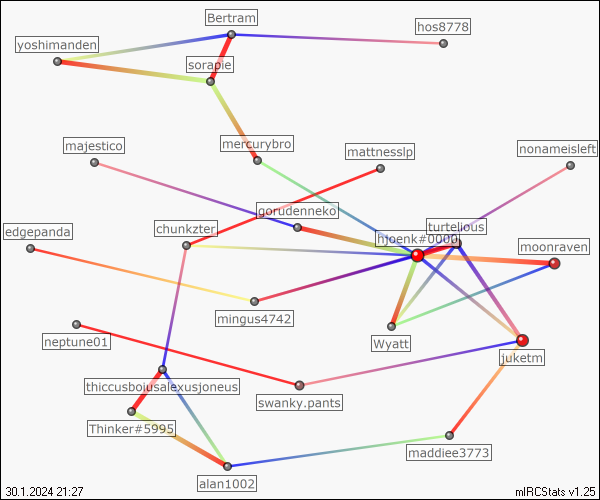 Bertram
hos8778
yoshimanden
sorapie
mercurybro
majestico
mattnesslp
nonameisleft
gorudenneko
turtelious
edgepanda
chunkzter
hjoenk#0000
moonraven
mingus4742
neptune01
Wyatt
juketm
thiccusboiusalexusjoneus
swanky.pants
Thinker#5995
maddiee3773
alan1002
30.1.2024 21:27
mIRCStats v1.25